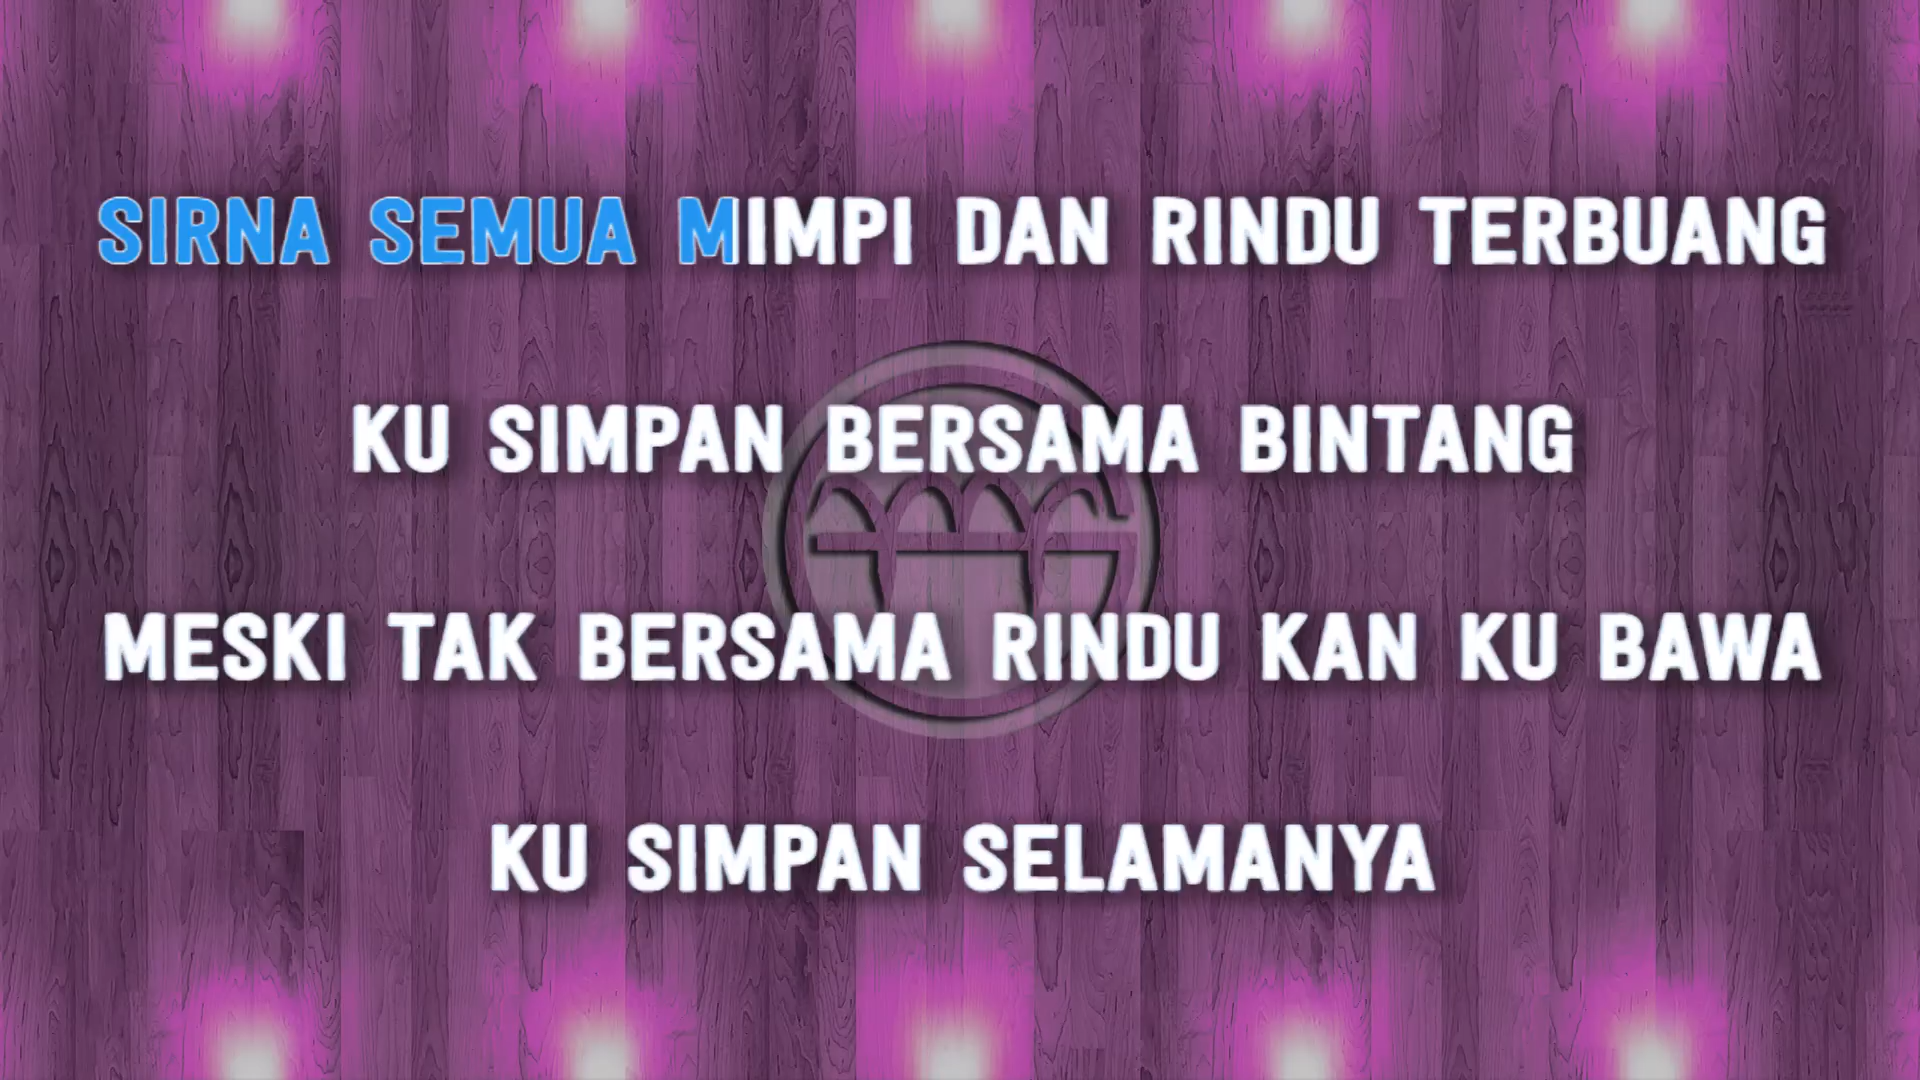 SIRNA SEMUA MIMPI DAN RINDU TERBUANG
KU SIMPAN BERSAMA BINTANG
MESKI TAK BERSAMA RINDU KAN KU BAWA
KU SIMPAN SELAMANYA